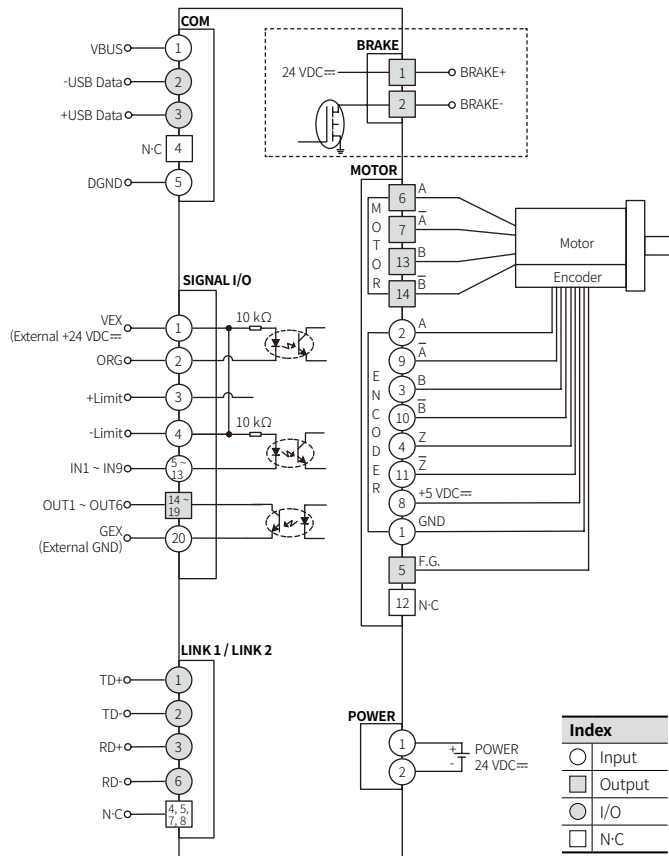 COM
VBUS 1
-USB Data 2
+USB Data 3
N·C 4
DGND 5
SIGNAL I/O
VEX
(External +24 VDC⎓ 1 10 kΩ
ORG 2
+Limit 3
-Limit 4 10 kΩ
IN1 ~ IN9 5 ~
13
OUT1 ~ OUT6 14 ~
19
GEX
(External GND) 20
LINK 1 / LINK 2
TD+ 1
TD- 2
RD+ 3
RD- 6
N·C 4, 5,
7, 8
BRAKE
24 VDC⎓ 1 BRAKE+
2 BRAKE-
MOTOR
MOTOR
6 A
7 A̅
13 B
14 B̅
Motor
Encoder
ENCODER
2 A
9 A̅
3 B
10 B̅
4 Z
11 Z̅
8 +5 VDC⎓
1 GND
5 F.G.
12 N·C
POWER
1 + POWER
2 - 24 VDC⎓
Index
Input
Output
I/O
N·C